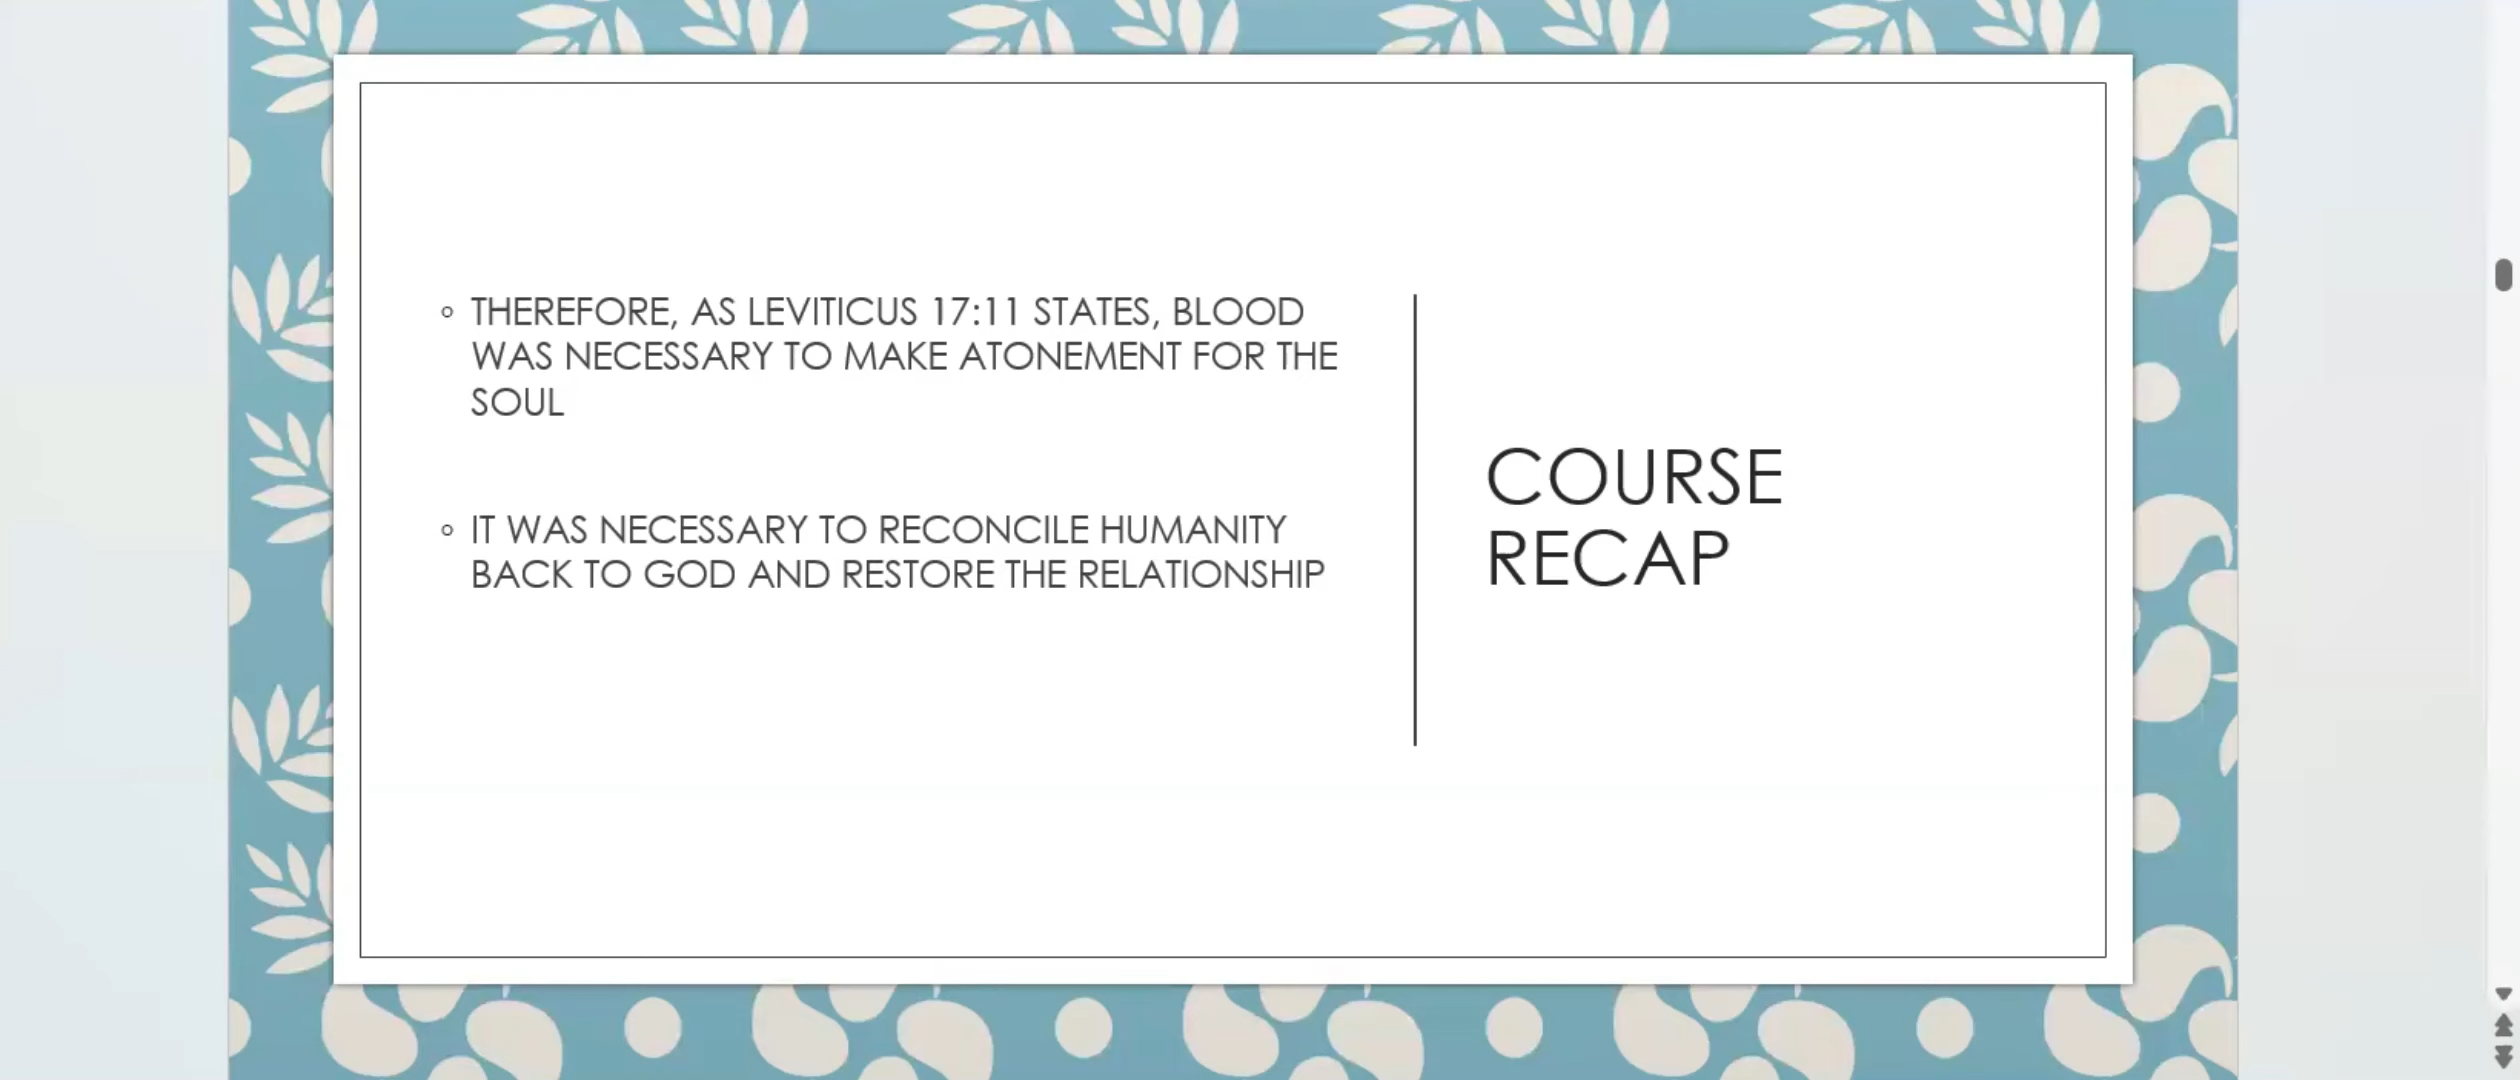 THEREFORE, AS LEVITICUS 17:11 STATES, BLOOD
WAS NECESSARY TO MAKE ATONEMENT FOR THE
SOUL
IT WAS NECESSARY TO RECONCILE HUMANITY
BACK TO GOD AND RESTORE THE RELATIONSHIP
COURSE
RECAP